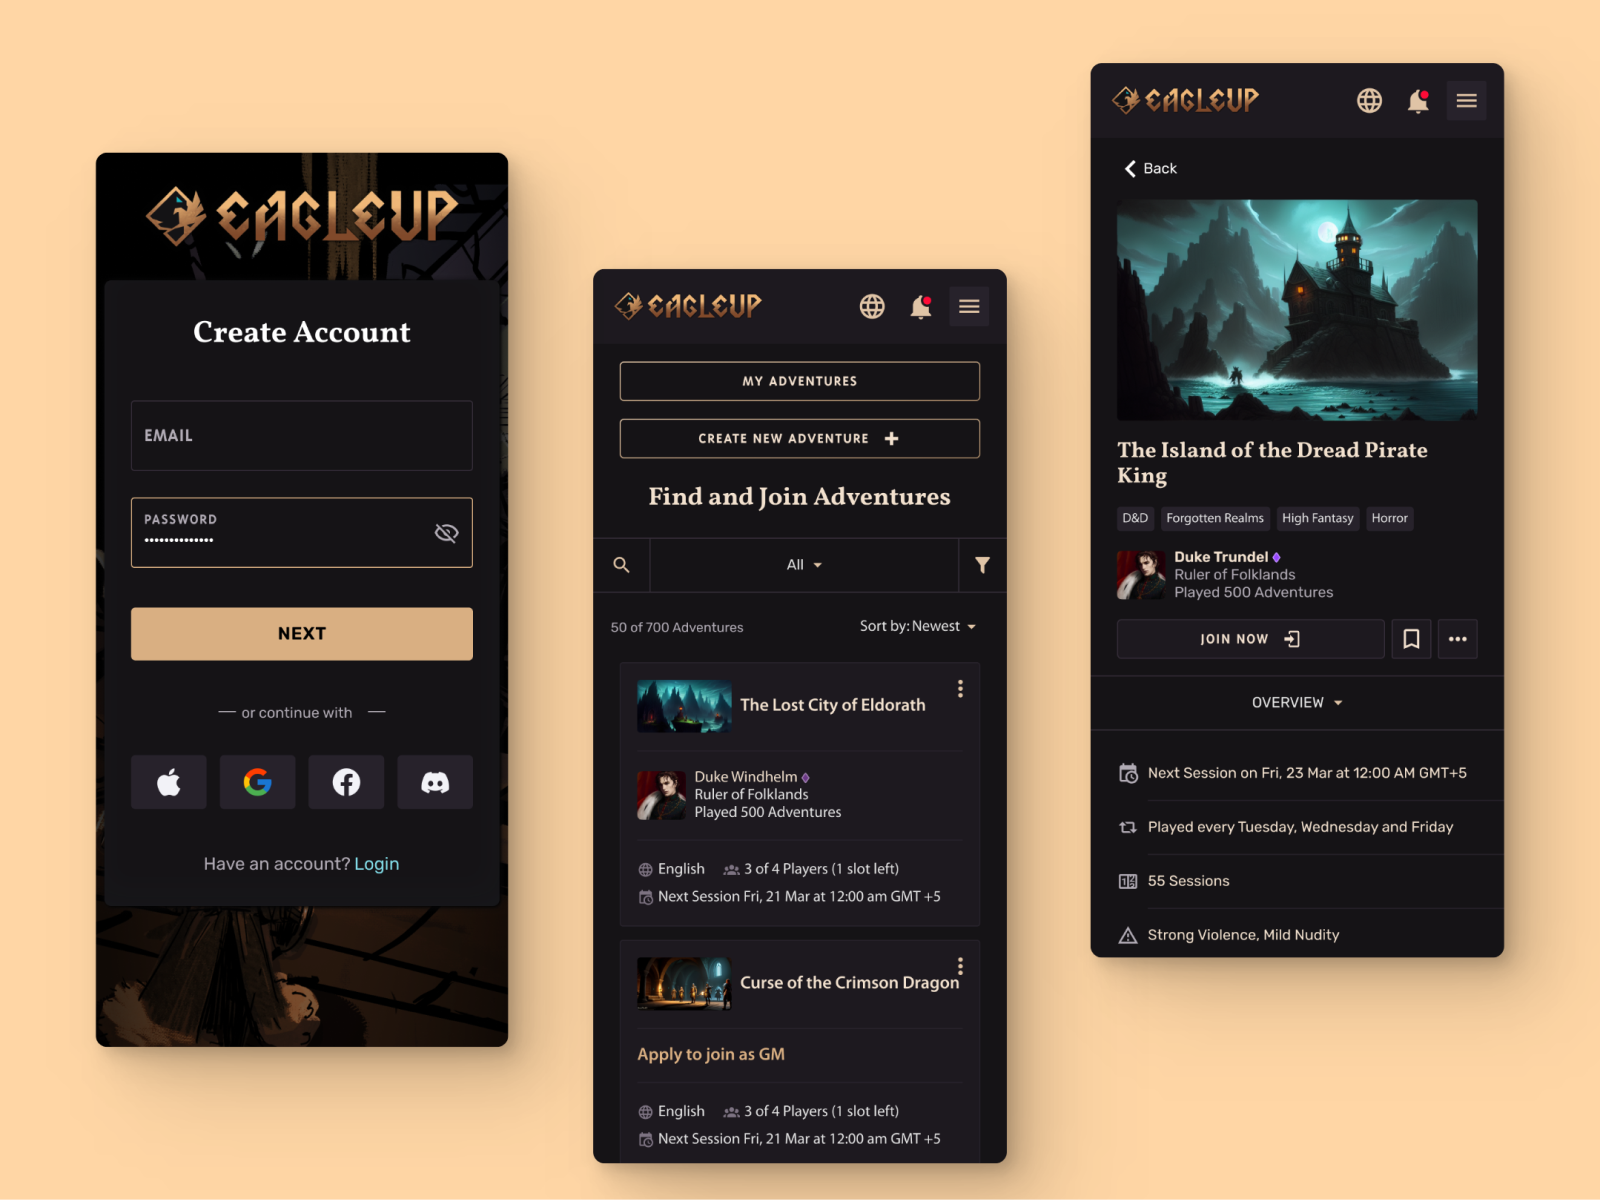 EAGLEUP
Create Account
EMAIL
PASSWORD
NEXT
or continue with
Have an account? Login
EAGLEUP
MY ADVENTURES
CREATE NEW ADVENTURE
Find and Join Adventures
All
50 of 700 Adventures
Sort by: Newest
The Lost City of Eldorath
Duke Windhelm
Ruler of Folklands
Played 500 Adventures
English 3 of 4 Players (1 slot left)
Next Session Fri, 21 Mar at 12:00 am GMT +5
Curse of the Crimson Dragon
Apply to join as GM
English 3 of 4 Players (1 slot left)
Next Session Fri, 21 Mar at 12:00 am GMT +5
EAGLEUP
Back
The Island of the Dread Pirate
King
D&D Forgotten Realms High Fantasy Horror
Duke Trundel
Ruler of Folklands
Played 500 Adventures
JOIN NOW
OVERVIEW
Next Session on Fri, 23 Mar at 12:00 AM GMT+5
Played every Tuesday, Wednesday and Friday
55 Sessions
Strong Violence, Mild Nudity